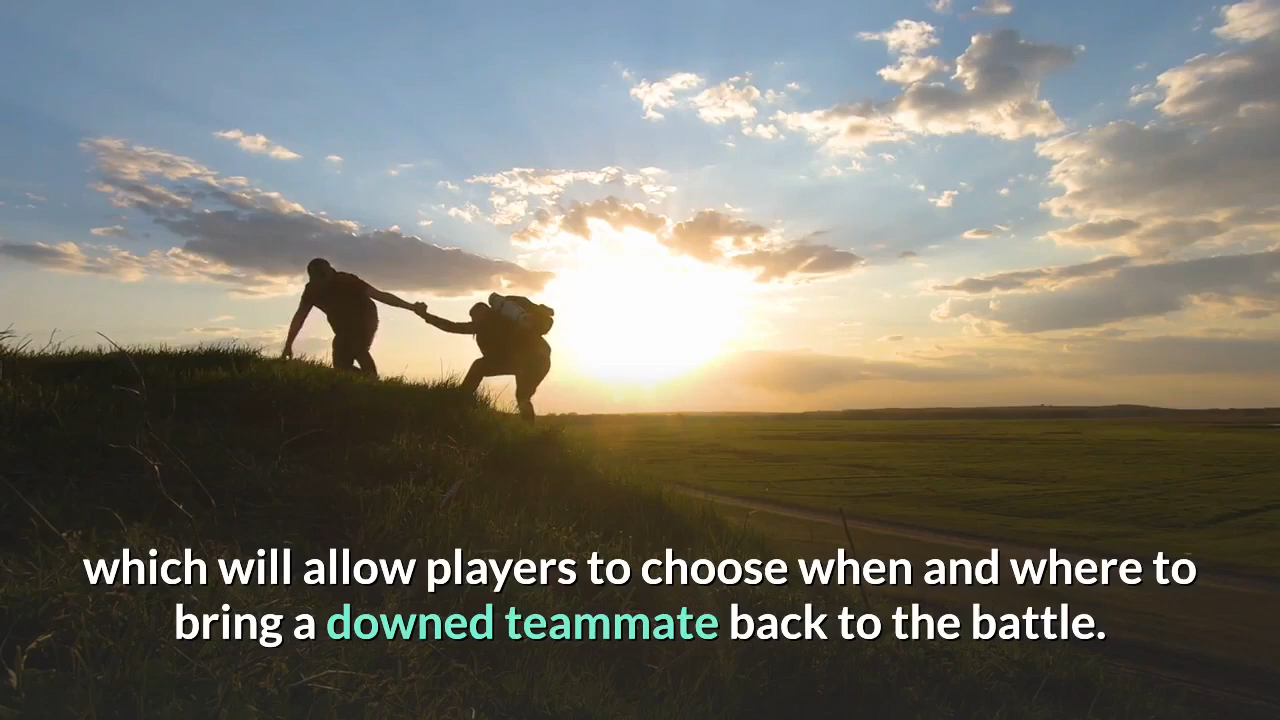 which will allow players to choose when and where to
bring a downed teammate back to the battle.